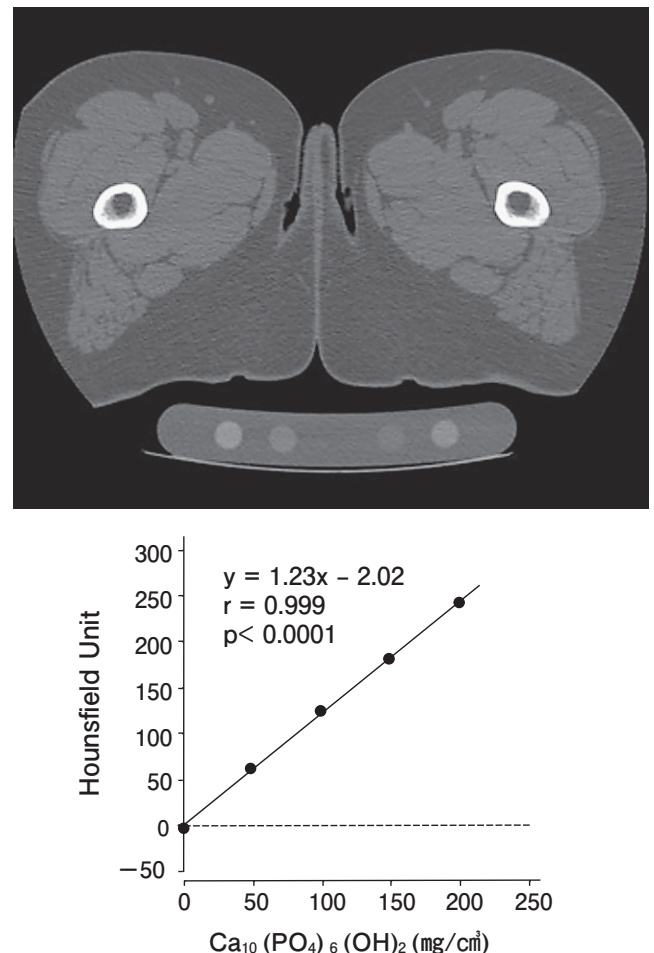 300
250
200
150
100
50
0
−50
Hounsfield Unit
y = 1.23x − 2.02
r = 0.999
p< 0.0001
0 50 100 150 200 250
Ca₁₀ (PO₄) ₆ (OH)₂ (mg/cm³)